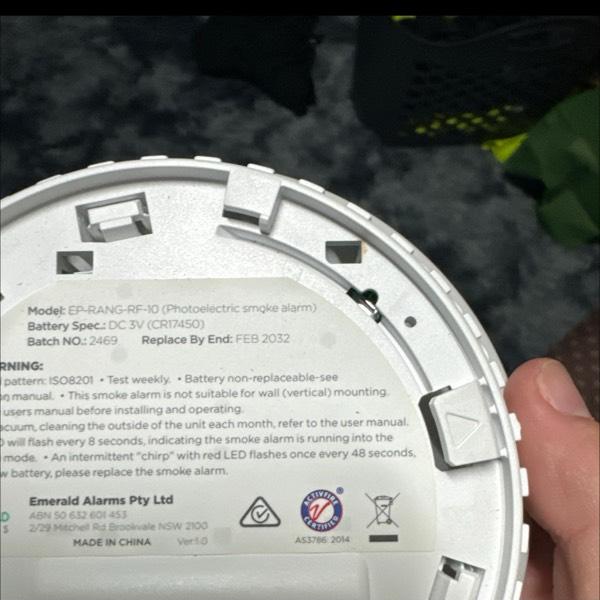 Model: EP-RANG-RF-10 (Photoelectric smoke alarm)
Battery Spec.: DC 3V (CR17450)
Batch NO.: 2469 Replace By End: FEB 2032
RNING:
pattern: ISO8201 • Test weekly. • Battery non-replaceable-see
on manual. • This smoke alarm is not suitable for wall (vertical) mounting.
users manual before installing and operating.
acuum, cleaning the outside of the unit each month, refer to the user manual.
D will flash every 8 seconds, indicating the smoke alarm is running into the
mode. • An intermittent "chirp" with red LED flashes once every 48 seconds,
w battery, please replace the smoke alarm.
Emerald Alarms Pty Ltd
D ABN 50 632 601 453
S 2/29 Mitchell Rd Brookvale NSW 2100
MADE IN CHINA Ver:1.0
ACTIVFIRE
®
CERTIFIED
AS3786: 2014